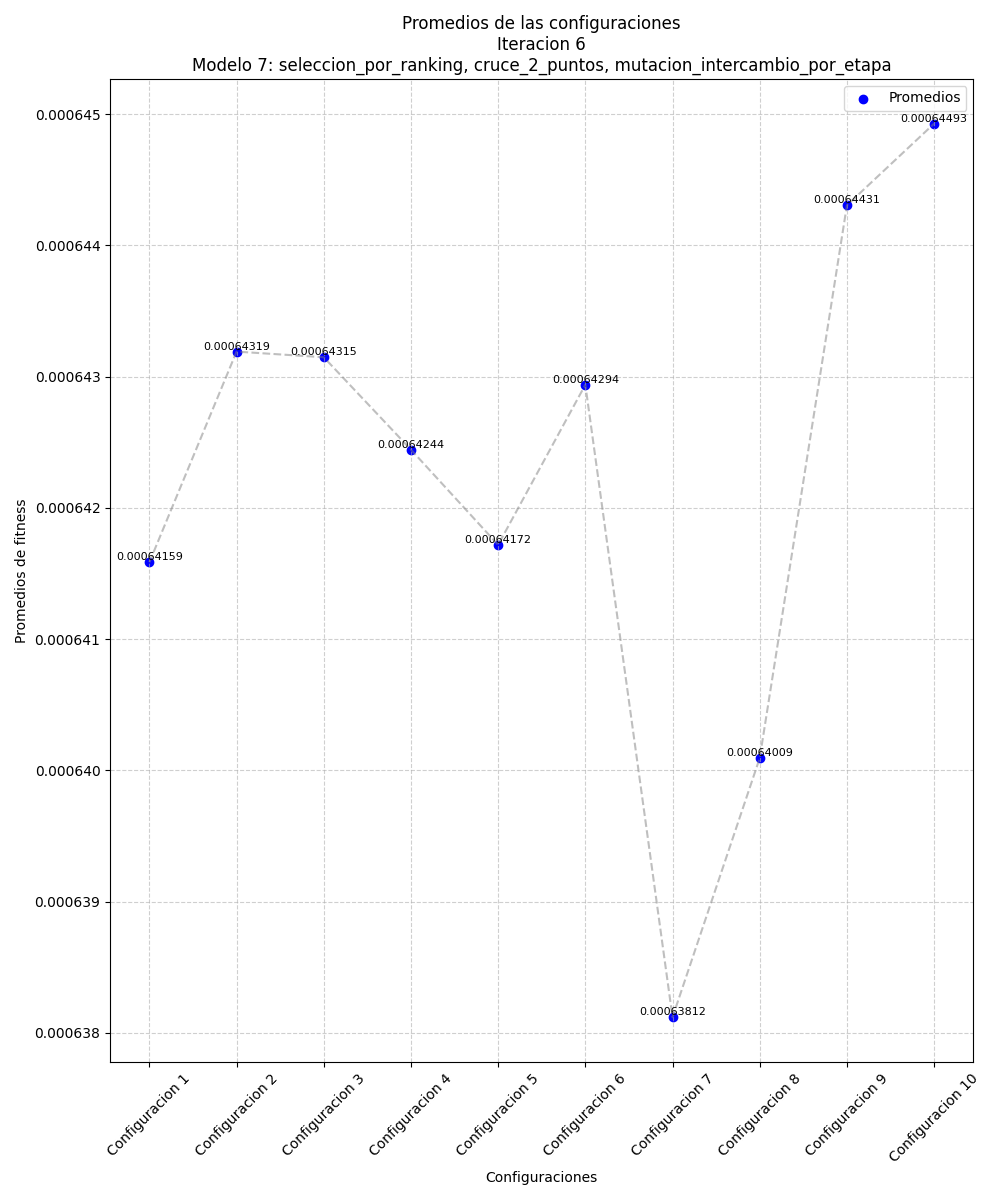 Promedios de las configuraciones
Iteracion 6
Modelo 7: seleccion_por_ranking, cruce_2_puntos, mutacion_intercambio_por_etapa
Promedios
0.000645
0.000644
0.000643
0.000642
0.000641
0.000640
0.000639
0.000638
Promedios de fitness
0.00064159
0.00064319
0.00064315
0.00064244
0.00064172
0.00064294
0.00063812
0.00064009
0.00064431
0.00064493
Configuracion 1
Configuracion 2
Configuracion 3
Configuracion 4
Configuracion 5
Configuracion 6
Configuracion 7
Configuracion 8
Configuracion 9
Configuracion 10
Configuraciones